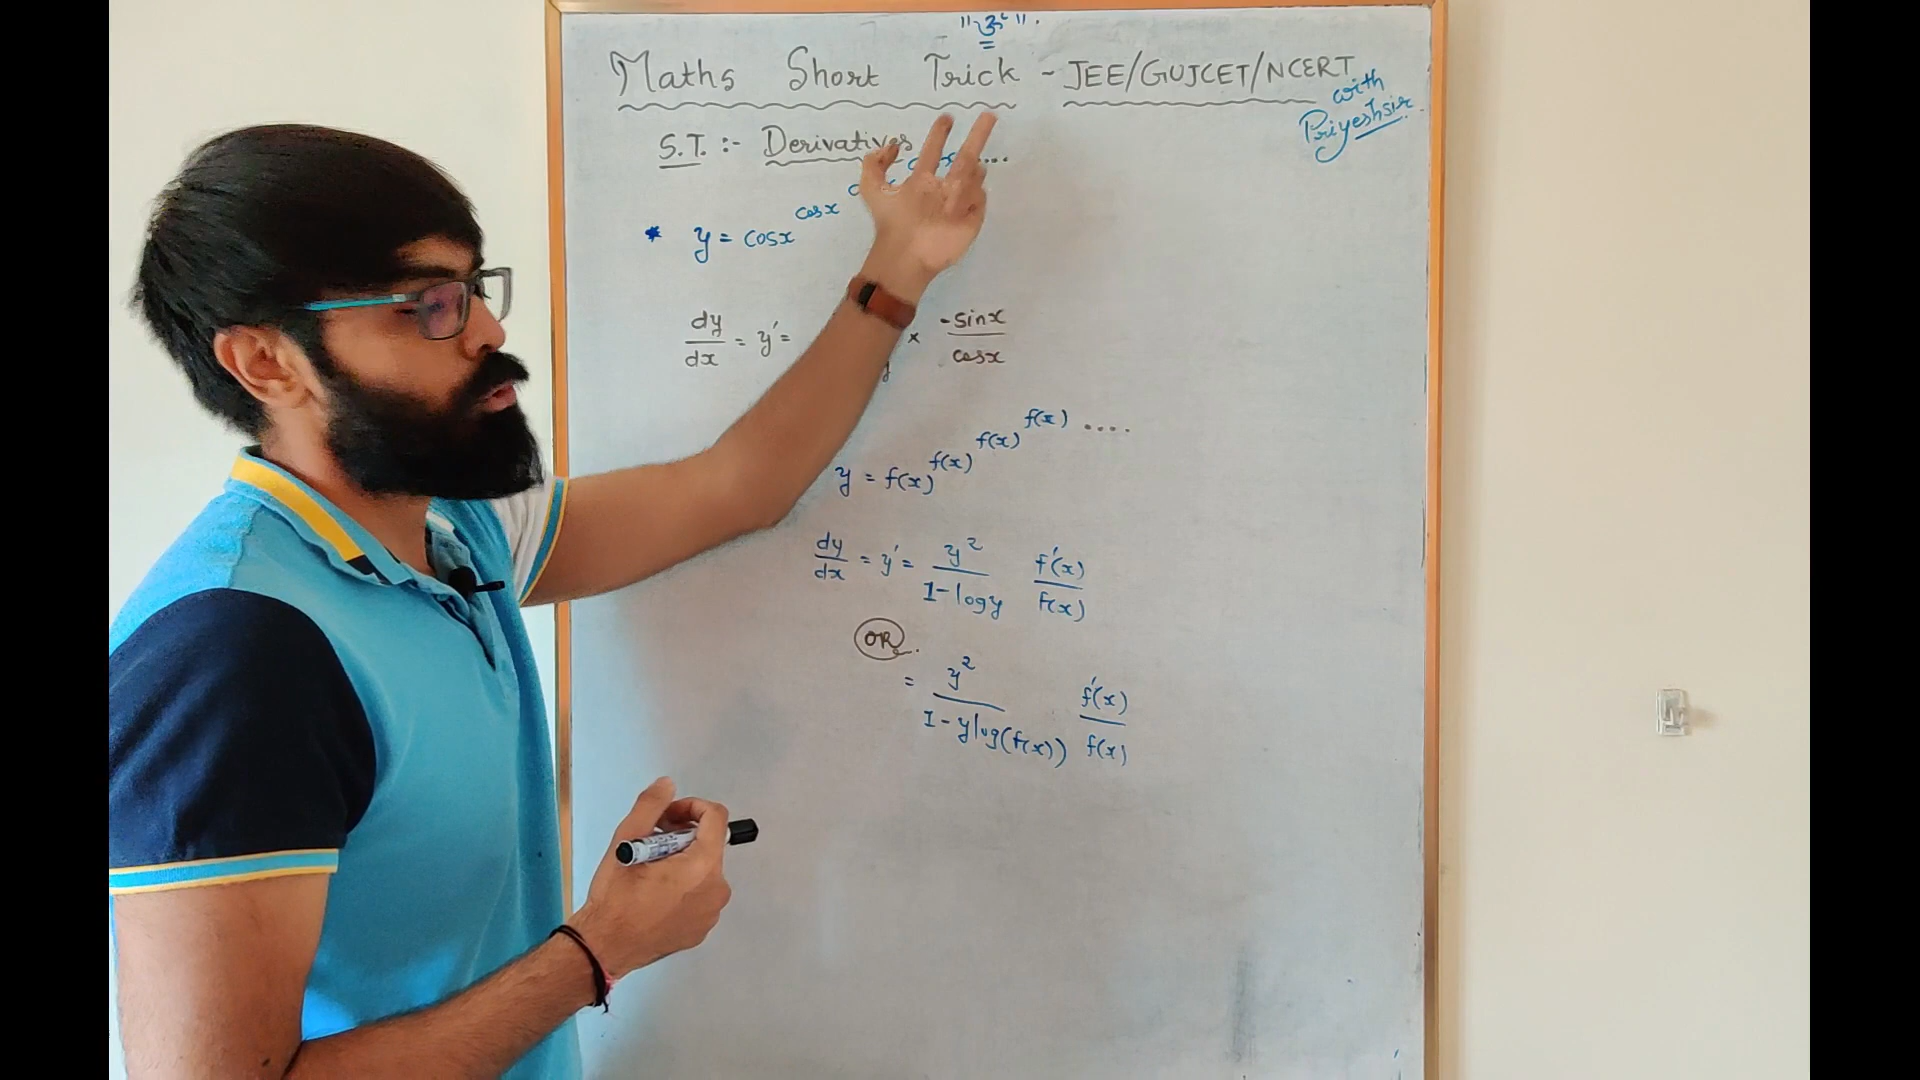 "ૐ".
Maths Short Trick - JEE/GUJCET/NCERT
with
Priyeshsir.
S.T. :- Derivatives
* y = cosx^cosx ....
dy/dx = y' = × -sinx/cosx
y = f(x)^f(x)^f(x)^f(x) ....
dy/dx = y' = y²/(1-logy) f'(x)/f(x)
OR.
= y²/(1-ylog(f(x))) f'(x)/f(x)